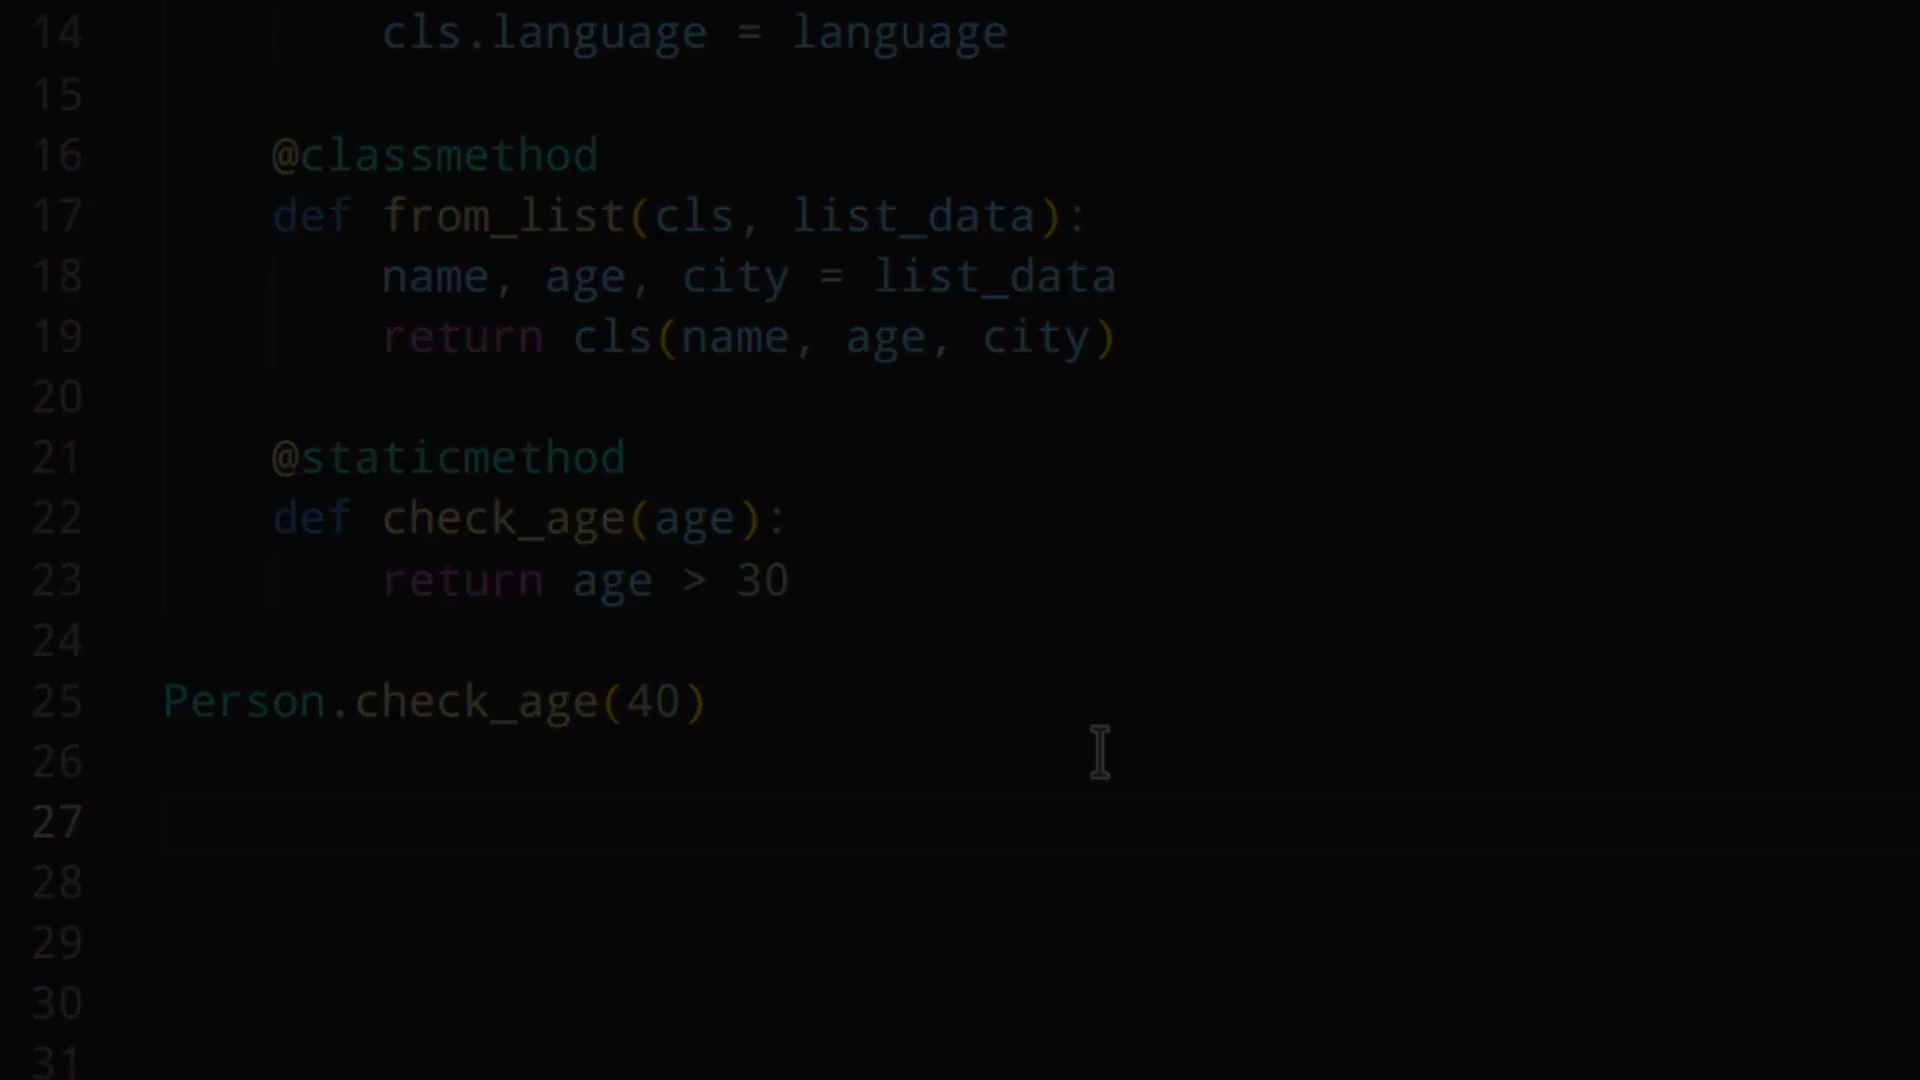 14 cls.language = language
15
16 @classmethod
17 def from_list(cls, list_data):
18 name, age, city = list_data
19 return cls(name, age, city)
20
21 @staticmethod
22 def check_age(age):
23 return age > 30
24
25 Person.check_age(40)
26
27
28
29
30
31